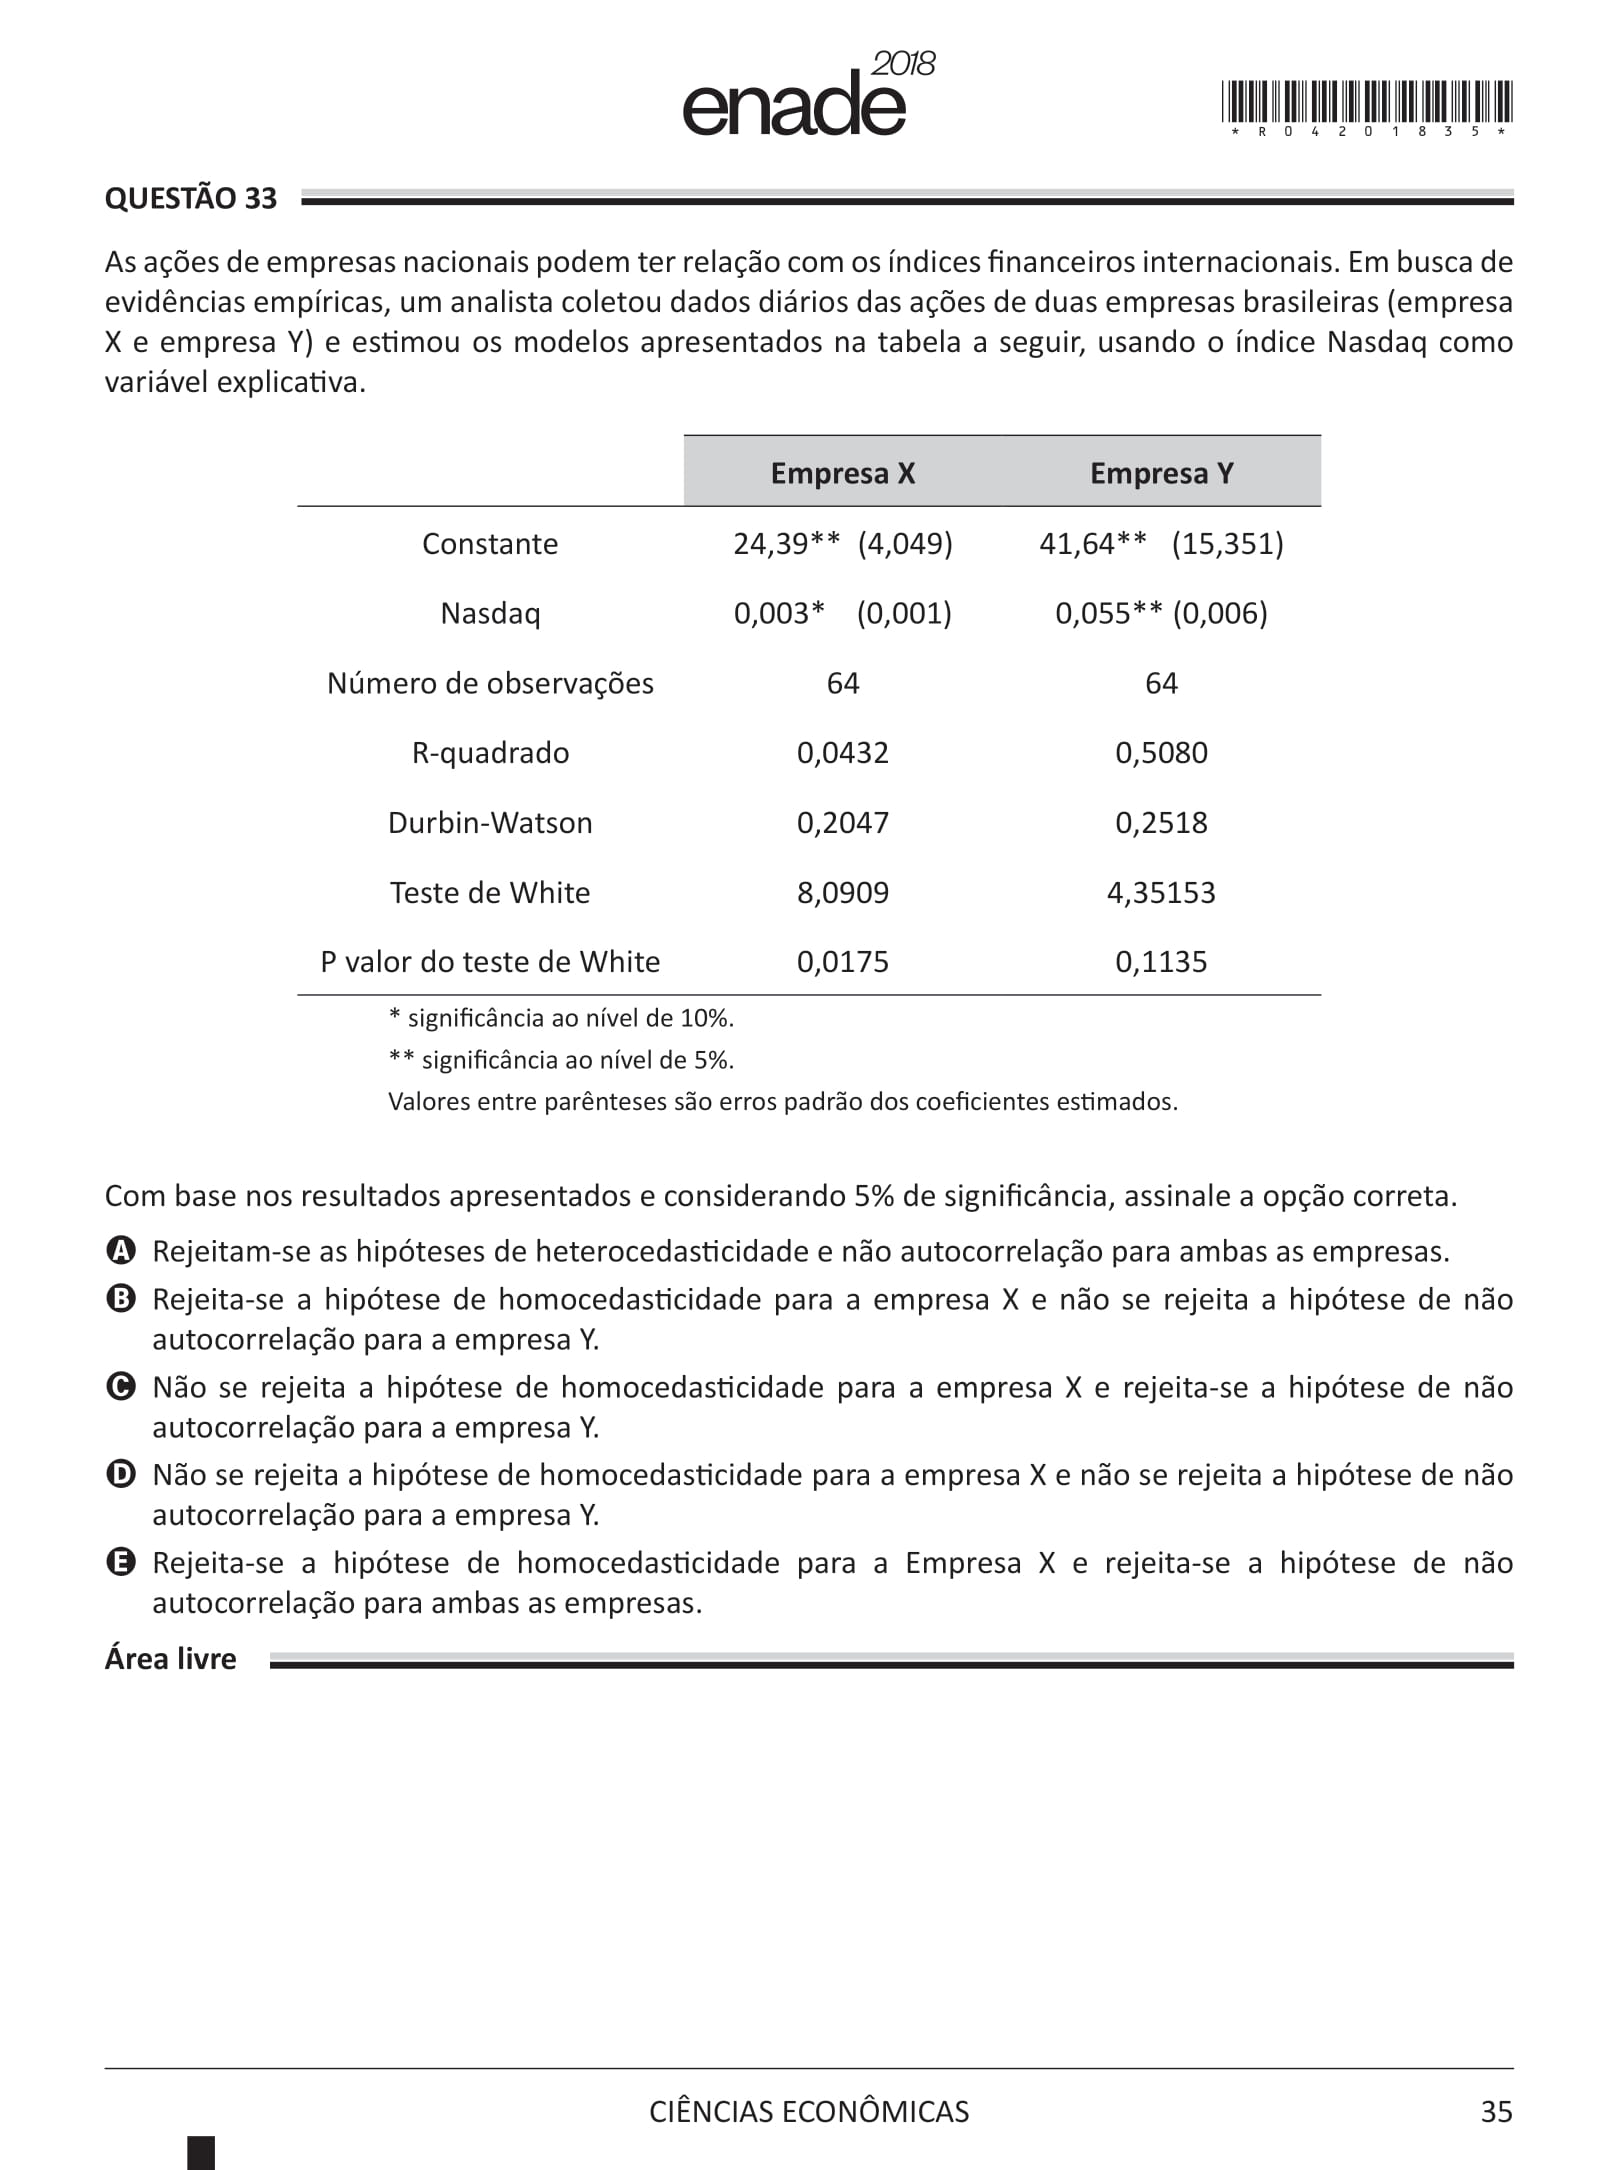 enade2018
*R04201835*
QUESTÃO 33
As ações de empresas nacionais podem ter relação com os índices financeiros internacionais. Em busca de
evidências empíricas, um analista coletou dados diários das ações de duas empresas brasileiras (empresa
X e empresa Y) e estimou os modelos apresentados na tabela a seguir, usando o índice Nasdaq como
variável explicativa.
Empresa X Empresa Y
Constante 24,39** (4,049) 41,64** (15,351)
Nasdaq 0,003* (0,001) 0,055** (0,006)
Número de observações 64 64
R-quadrado 0,0432 0,5080
Durbin-Watson 0,2047 0,2518
Teste de White 8,0909 4,35153
P valor do teste de White 0,0175 0,1135
* significância ao nível de 10%.
** significância ao nível de 5%.
Valores entre parênteses são erros padrão dos coeficientes estimados.
Com base nos resultados apresentados e considerando 5% de significância, assinale a opção correta.
A Rejeitam-se as hipóteses de heterocedasticidade e não autocorrelação para ambas as empresas.
B Rejeita-se a hipótese de homocedasticidade para a empresa X e não se rejeita a hipótese de não
autocorrelação para a empresa Y.
C Não se rejeita a hipótese de homocedasticidade para a empresa X e rejeita-se a hipótese de não
autocorrelação para a empresa Y.
D Não se rejeita a hipótese de homocedasticidade para a empresa X e não se rejeita a hipótese de não
autocorrelação para a empresa Y.
E Rejeita-se a hipótese de homocedasticidade para a Empresa X e rejeita-se a hipótese de não
autocorrelação para ambas as empresas.
Área livre
CIÊNCIAS ECONÔMICAS 35